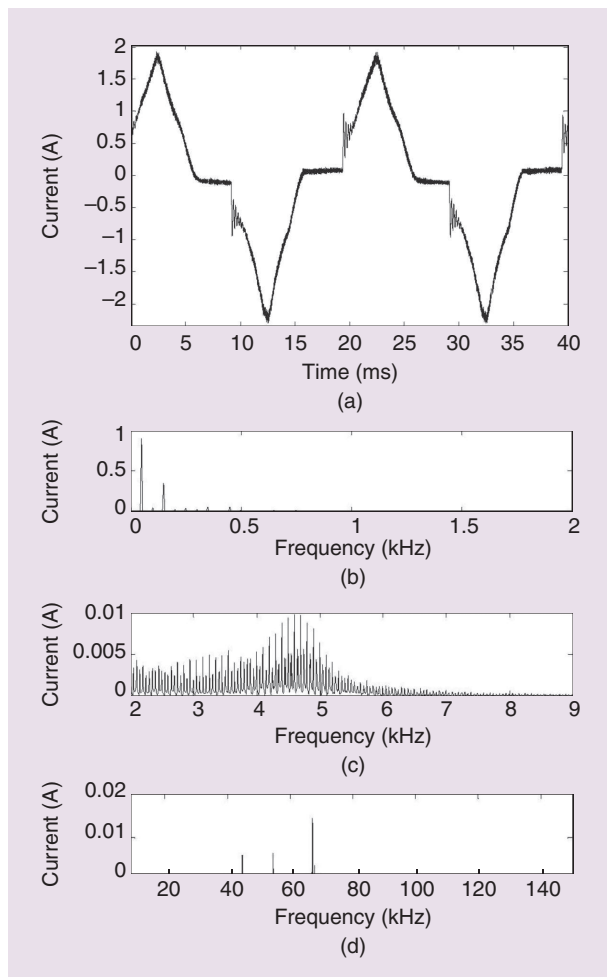 2
1.5
1
0.5
0
−0.5
−1
−1.5
−2
Current (A)
0 5 10 15 20 25 30 35 40
Time (ms)
(a)
1
0.5
0
Current (A)
0.5 1 1.5 2
Frequency (kHz)
(b)
0.01
0.005
0
Current (A)
2 3 4 5 6 7 8 9
Frequency (kHz)
(c)
0.02
0.01
0
Current (A)
20 40 60 80 100 120 140
Frequency (kHz)
(d)